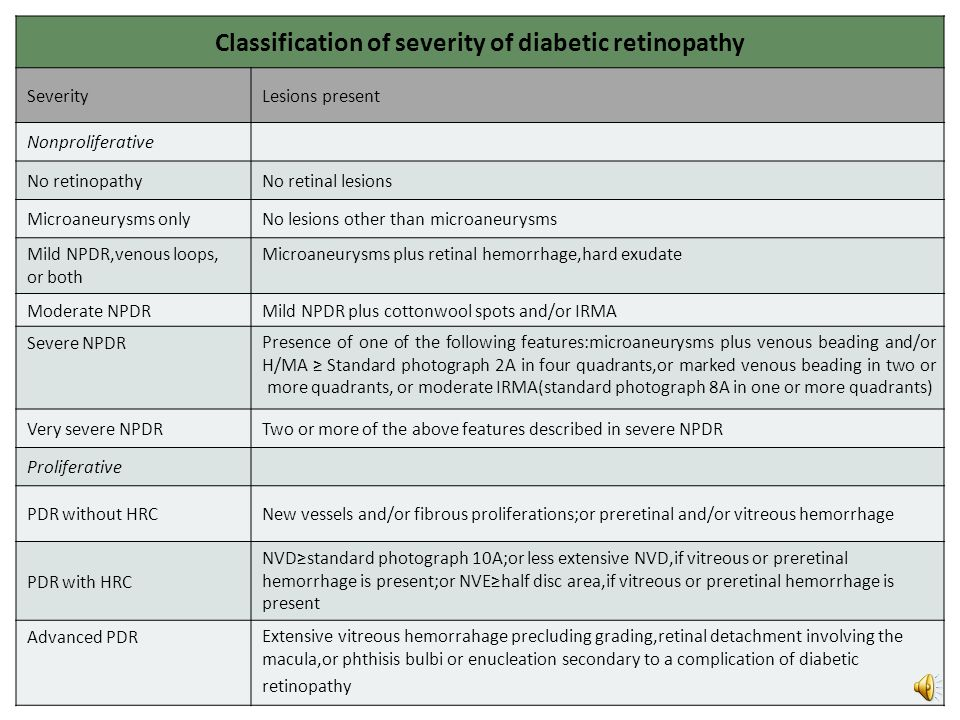 Classification of severity of diabetic retinopathy
Severity
Lesions present
Nonproliferative
No retinopathy
No retinal lesions
Microaneurysms only
No lesions other than microaneurysms
Mild NPDR,venous loops,
or both
Microaneurysms plus retinal hemorrhage,hard exudate
Moderate NPDR
Mild NPDR plus cottonwool spots and/or IRMA
Severe NPDR
Presence of one of the following features:microaneurysms plus venous beading and/or
H/MA ≥ Standard photograph 2A in four quadrants,or marked venous beading in two or
more quadrants, or moderate IRMA(standard photograph 8A in one or more quadrants)
Very severe NPDR
Two or more of the above features described in severe NPDR
Proliferative
PDR without HRC
New vessels and/or fibrous proliferations;or preretinal and/or vitreous hemorrhage
PDR with HRC
NVD≥standard photograph 10A;or less extensive NVD,if vitreous or preretinal
hemorrhage is present;or NVE≥half disc area,if vitreous or preretinal hemorrhage is
present
Advanced PDR
Extensive vitreous hemorrahage precluding grading,retinal detachment involving the
macula,or phthisis bulbi or enucleation secondary to a complication of diabetic
retinopathy